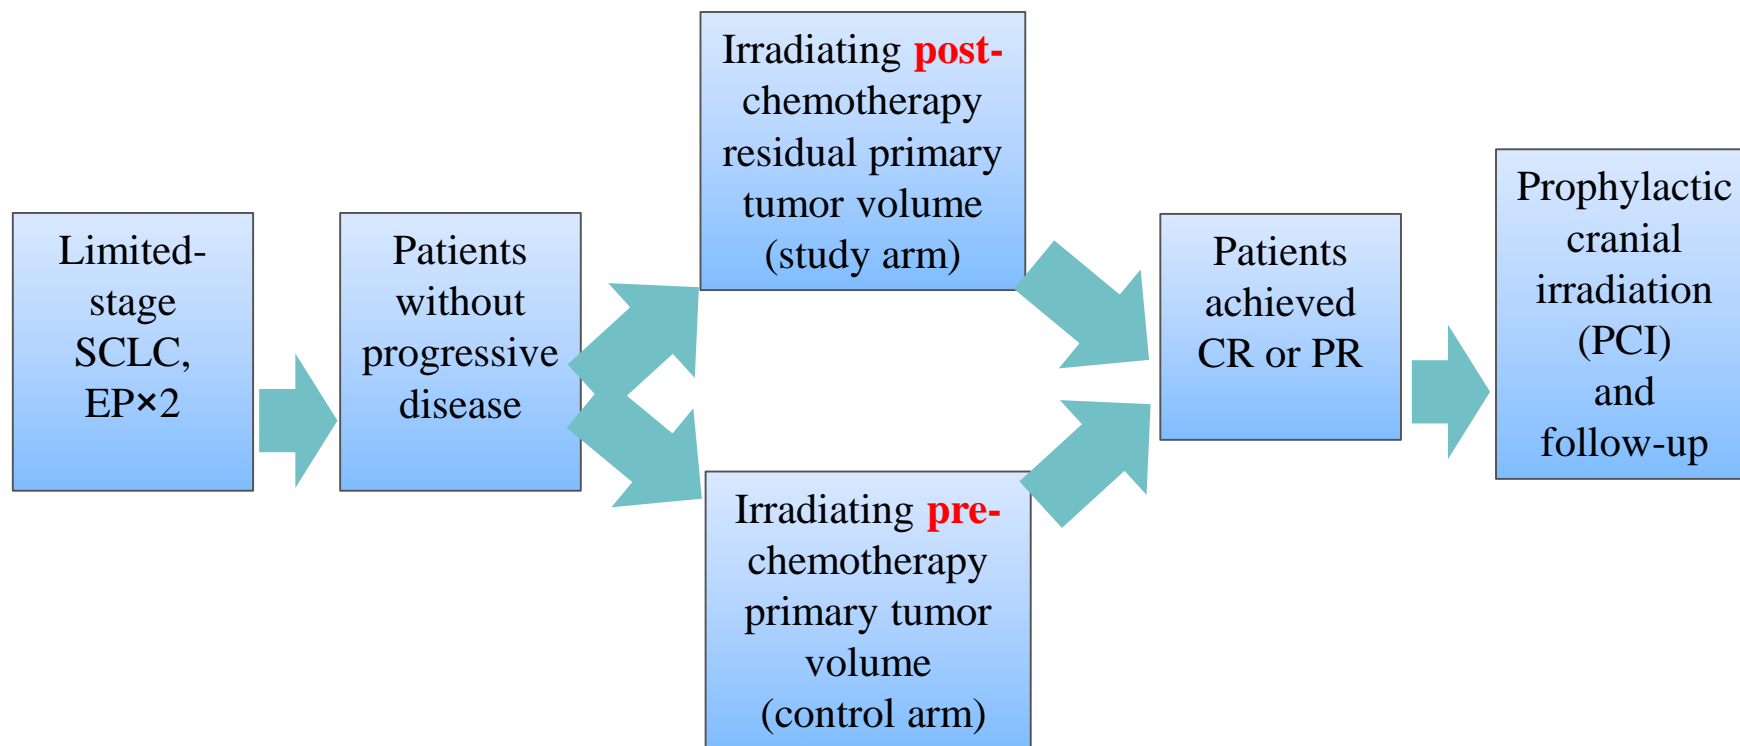 Limited-
stage
SCLC,
EP×2
Patients
without
progressive
disease
Irradiating post-
chemotherapy
residual primary
tumor volume
(study arm)
Irradiating pre-
chemotherapy
primary tumor
volume
(control arm)
Patients
achieved
CR or PR
Prophylactic
cranial
irradiation
(PCI)
and
follow-up